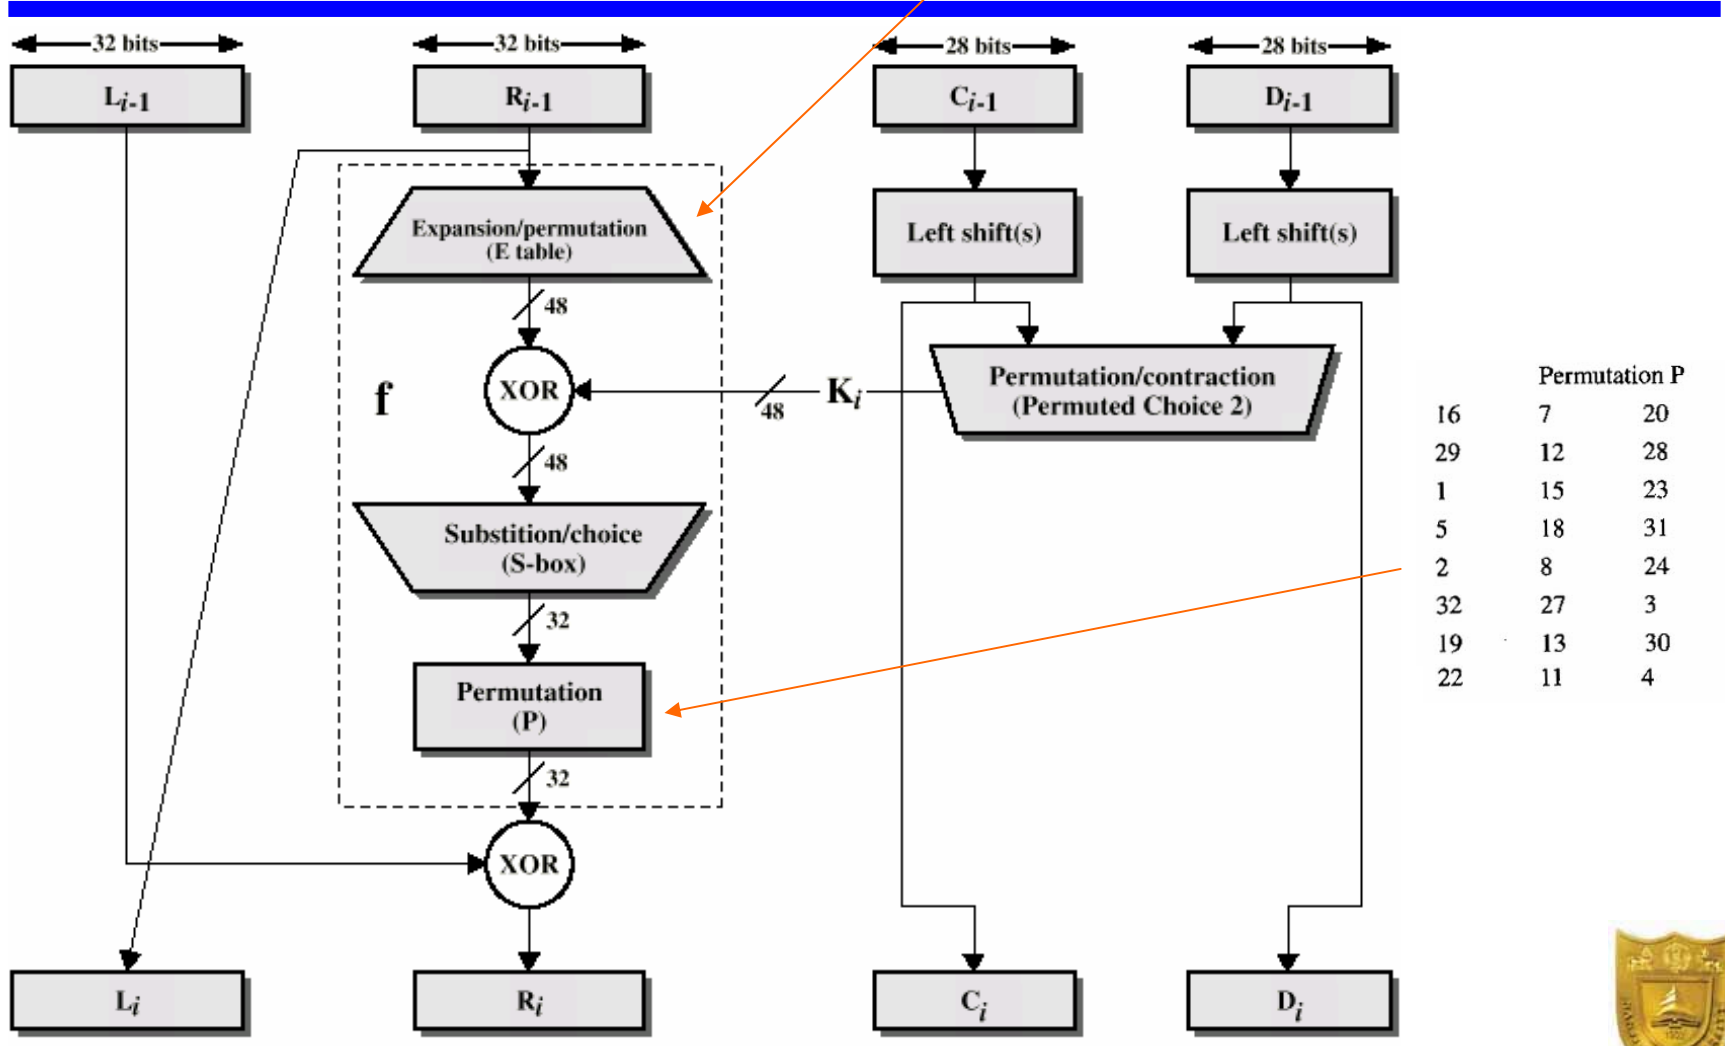 32 bits
32 bits
28 bits
28 bits
Li-1
Ri-1
Ci-1
Di-1
Expansion/permutation
(E table)
Left shift(s)
Left shift(s)
48
XOR
f
48
Ki
Permutation/contraction
(Permuted Choice 2)
48
Substition/choice
(S-box)
32
Permutation
(P)
32
XOR
Li
Ri
Ci
Di
Permutation P
16 7 20
29 12 28
1 15 23
5 18 31
2 8 24
32 27 3
19 13 30
22 11 4